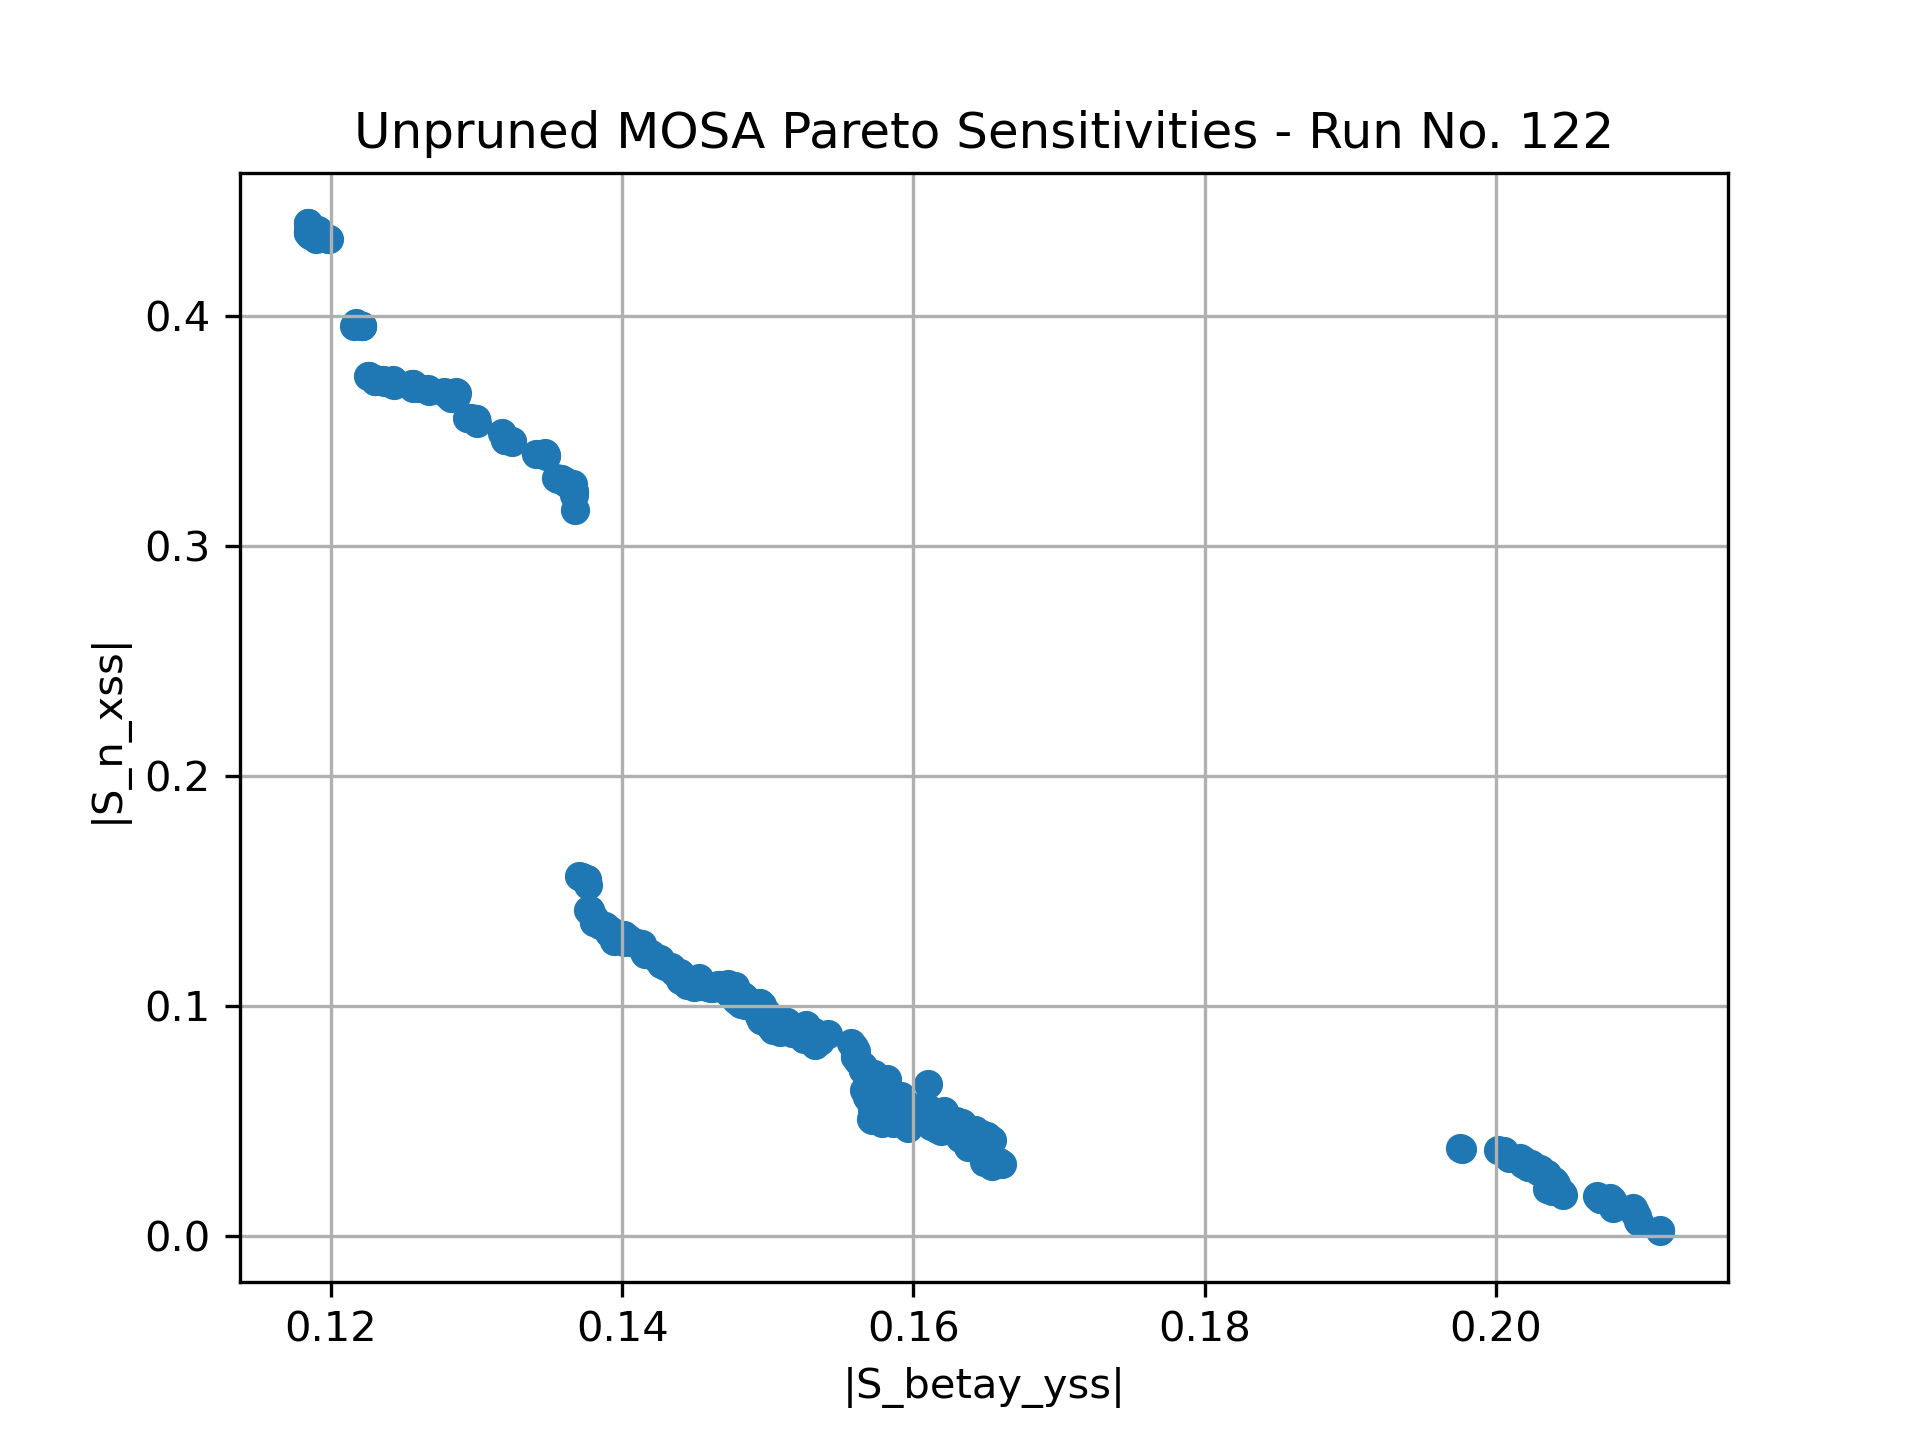 Unpruned MOSA Pareto Sensitivities - Run No. 122
|S_n_xss|
0.4
0.3
0.2
0.1
0.0
0.12 0.14 0.16 0.18 0.20
|S_betay_yss|